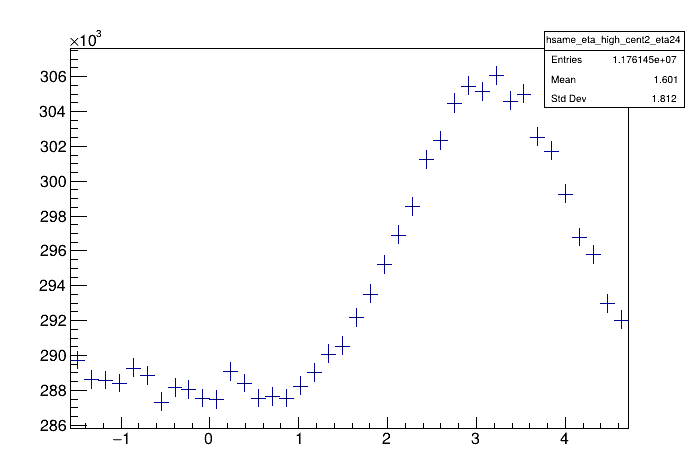 ×10³
hsame_eta_high_cent2_eta24
Entries 1.176145e+07
Mean 1.601
Std Dev 1.812
306
304
302
300
298
296
294
292
290
288
286
−1 0 1 2 3 4